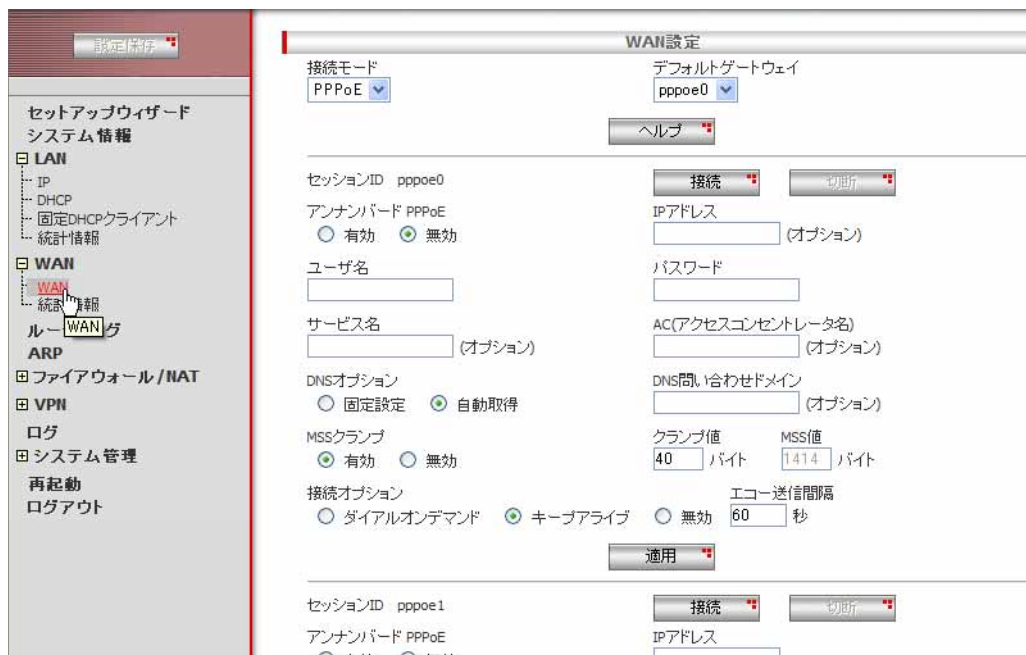 設定保存
セットアップウィザード
システム情報
LAN
IP
DHCP
固定DHCPクライアント
統計情報
WAN
WAN
WAN
ARP
ファイアウォール/NAT
VPN
ログ
システム管理
再起動
ログアウト
WAN設定
接続モード デフォルトゲートウェイ
PPPoE pppoe0
ヘルプ
セッションID pppoe0 接続 切断
アンナンバード PPPoE IPアドレス
有効 無効 (オプション)
ユーザ名 パスワード
サービス名 AC(アクセスコンセントレータ名)
(オプション) (オプション)
DNSオプション DNS問い合わせドメイン
固定設定 自動取得 (オプション)
MSSクランプ クランプ値 MSS値
有効 無効 40 バイト 1414 バイト
接続オプション エコー送信間隔
ダイアルオンデマンド キープアライブ 無効 60 秒
適用
セッションID pppoe1 接続 切断
アンナンバード PPPoE IPアドレス